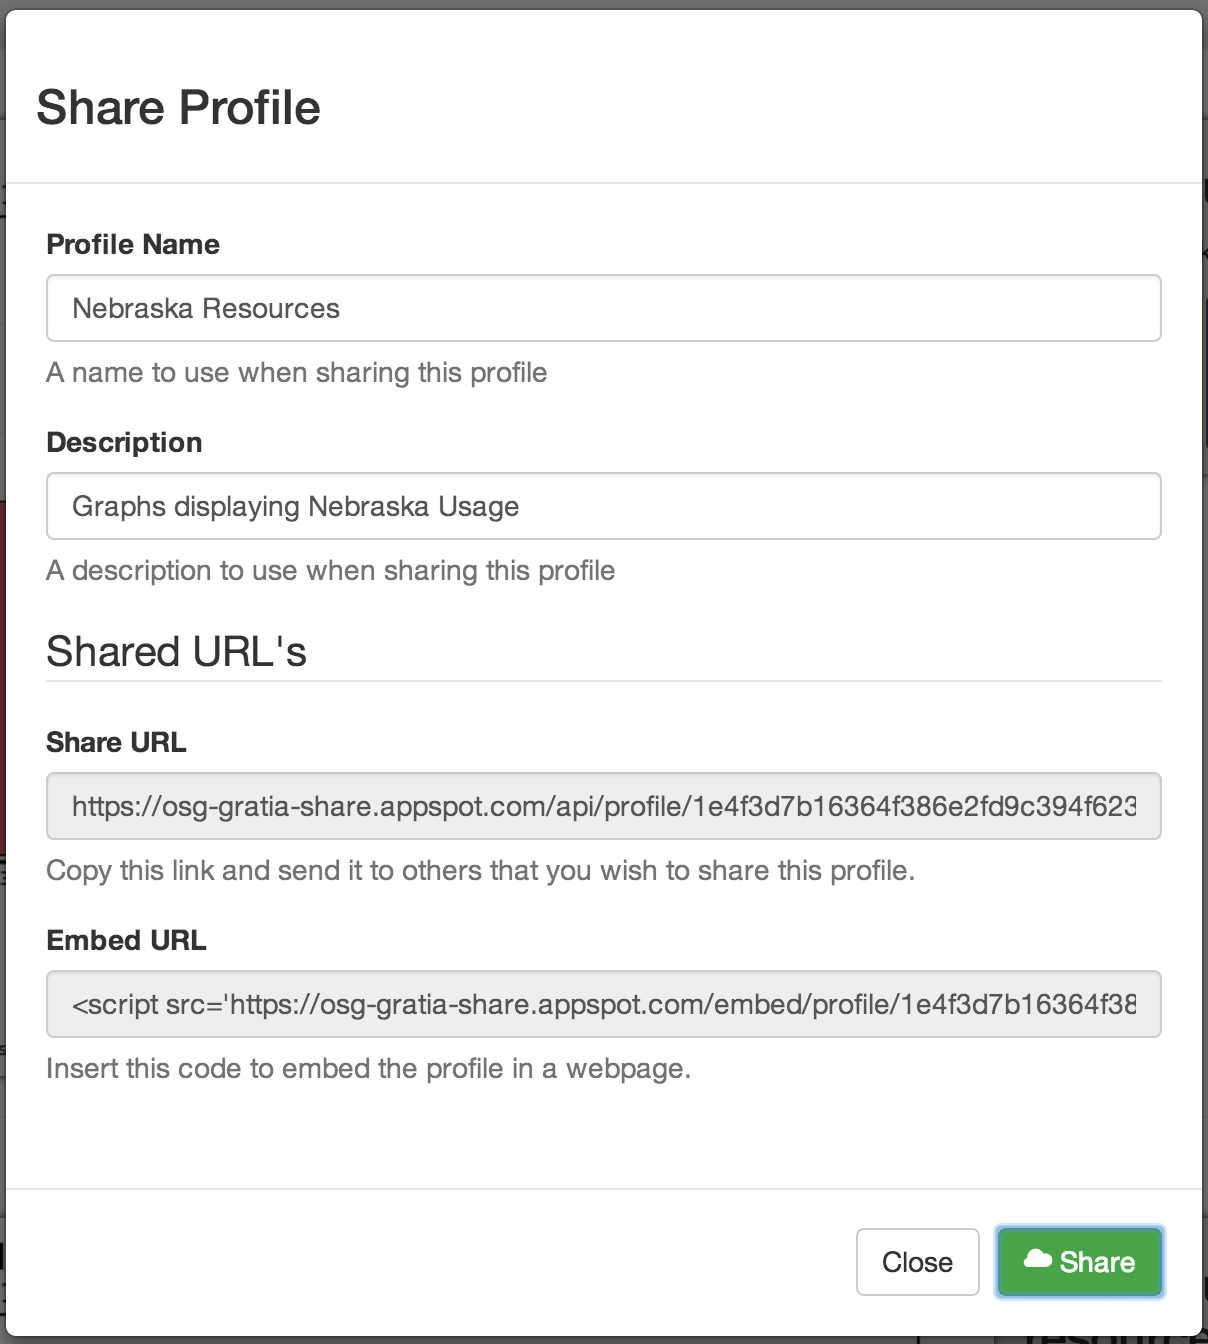 Share Profile
Profile Name
Nebraska Resources
A name to use when sharing this profile
Description
Graphs displaying Nebraska Usage
A description to use when sharing this profile
Shared URL's
Share URL
https://osg-gratia-share.appspot.com/api/profile/1e4f3d7b16364f386e2fd9c394f623
Copy this link and send it to others that you wish to share this profile.
Embed URL
<script src='https://osg-gratia-share.appspot.com/embed/profile/1e4f3d7b16364f38
Insert this code to embed the profile in a webpage.
Close Share